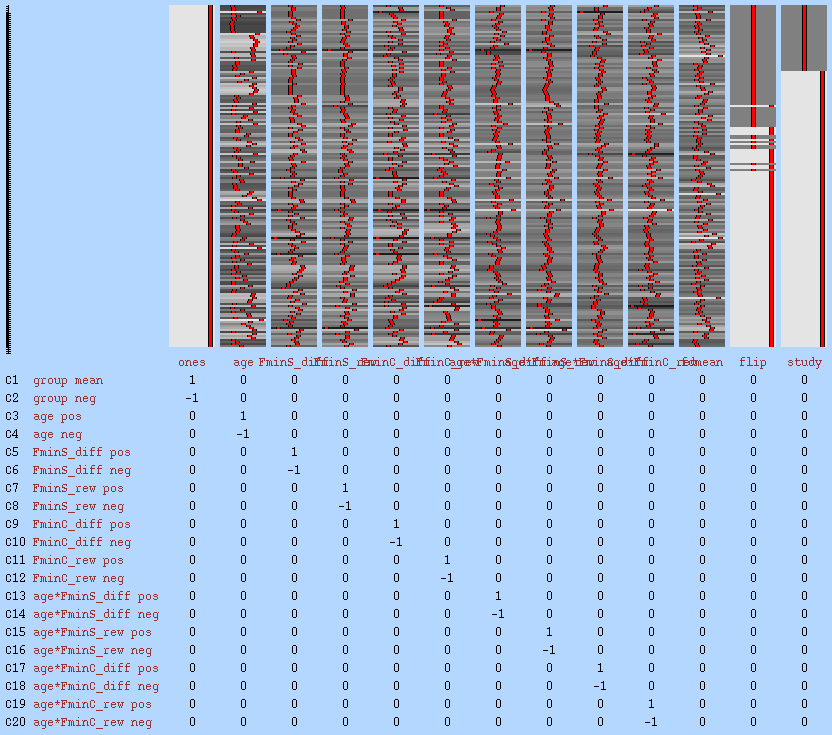 ones age FminS_diff flip study
C1 group mean 1 0 0 0 0 0 0 0 0 0 0 0 0
C2 group neg -1 0 0 0 0 0 0 0 0 0 0 0 0
C3 age pos 0 1 0 0 0 0 0 0 0 0 0 0 0
C4 age neg 0 -1 0 0 0 0 0 0 0 0 0 0 0
C5 FminS_diff pos 0 0 1 0 0 0 0 0 0 0 0 0 0
C6 FminS_diff neg 0 0 -1 0 0 0 0 0 0 0 0 0 0
C7 FminS_rew pos 0 0 0 1 0 0 0 0 0 0 0 0 0
C8 FminS_rew neg 0 0 0 -1 0 0 0 0 0 0 0 0 0
C9 FminC_diff pos 0 0 0 0 1 0 0 0 0 0 0 0 0
C10 FminC_diff neg 0 0 0 0 -1 0 0 0 0 0 0 0 0
C11 FminC_rew pos 0 0 0 0 0 1 0 0 0 0 0 0 0
C12 FminC_rew neg 0 0 0 0 0 -1 0 0 0 0 0 0 0
C13 age*FminS_diff pos 0 0 0 0 0 0 1 0 0 0 0 0 0
C14 age*FminS_diff neg 0 0 0 0 0 0 -1 0 0 0 0 0 0
C15 age*FminS_rew pos 0 0 0 0 0 0 0 1 0 0 0 0 0
C16 age*FminS_rew neg 0 0 0 0 0 0 0 -1 0 0 0 0 0
C17 age*FminC_diff pos 0 0 0 0 0 0 0 0 1 0 0 0 0
C18 age*FminC_diff neg 0 0 0 0 0 0 0 0 -1 0 0 0 0
C19 age*FminC_rew pos 0 0 0 0 0 0 0 0 0 1 0 0 0
C20 age*FminC_rew neg 0 0 0 0 0 0 0 0 0 -1 0 0 0